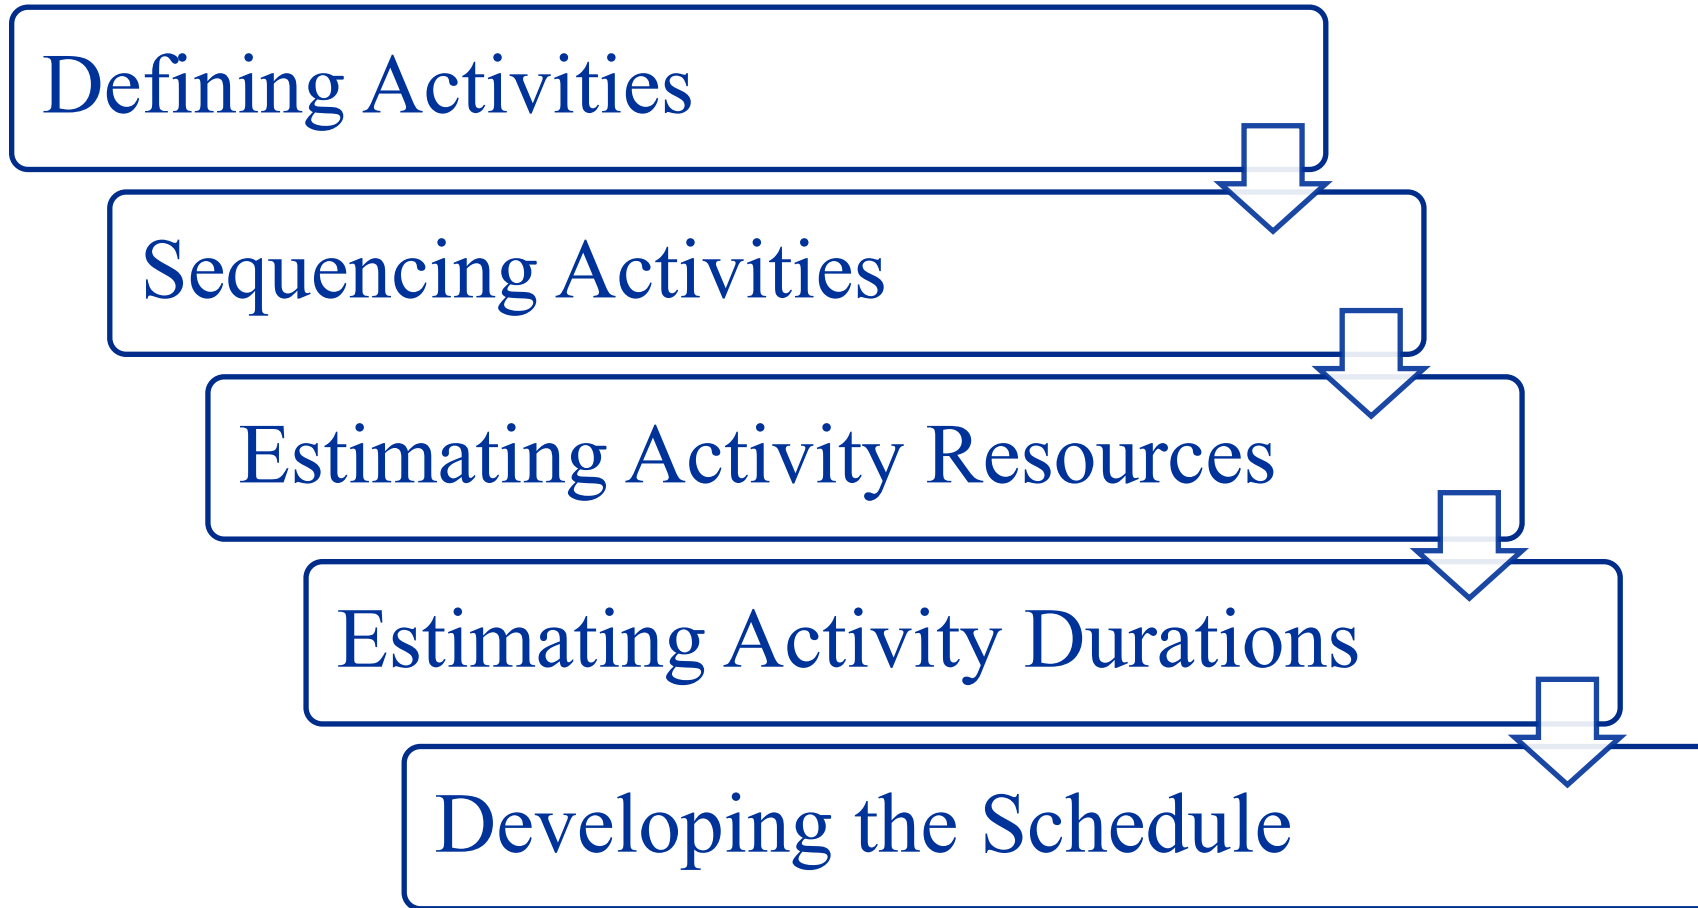 Defining Activities
Sequencing Activities
Estimating Activity Resources
Estimating Activity Durations
Developing the Schedule